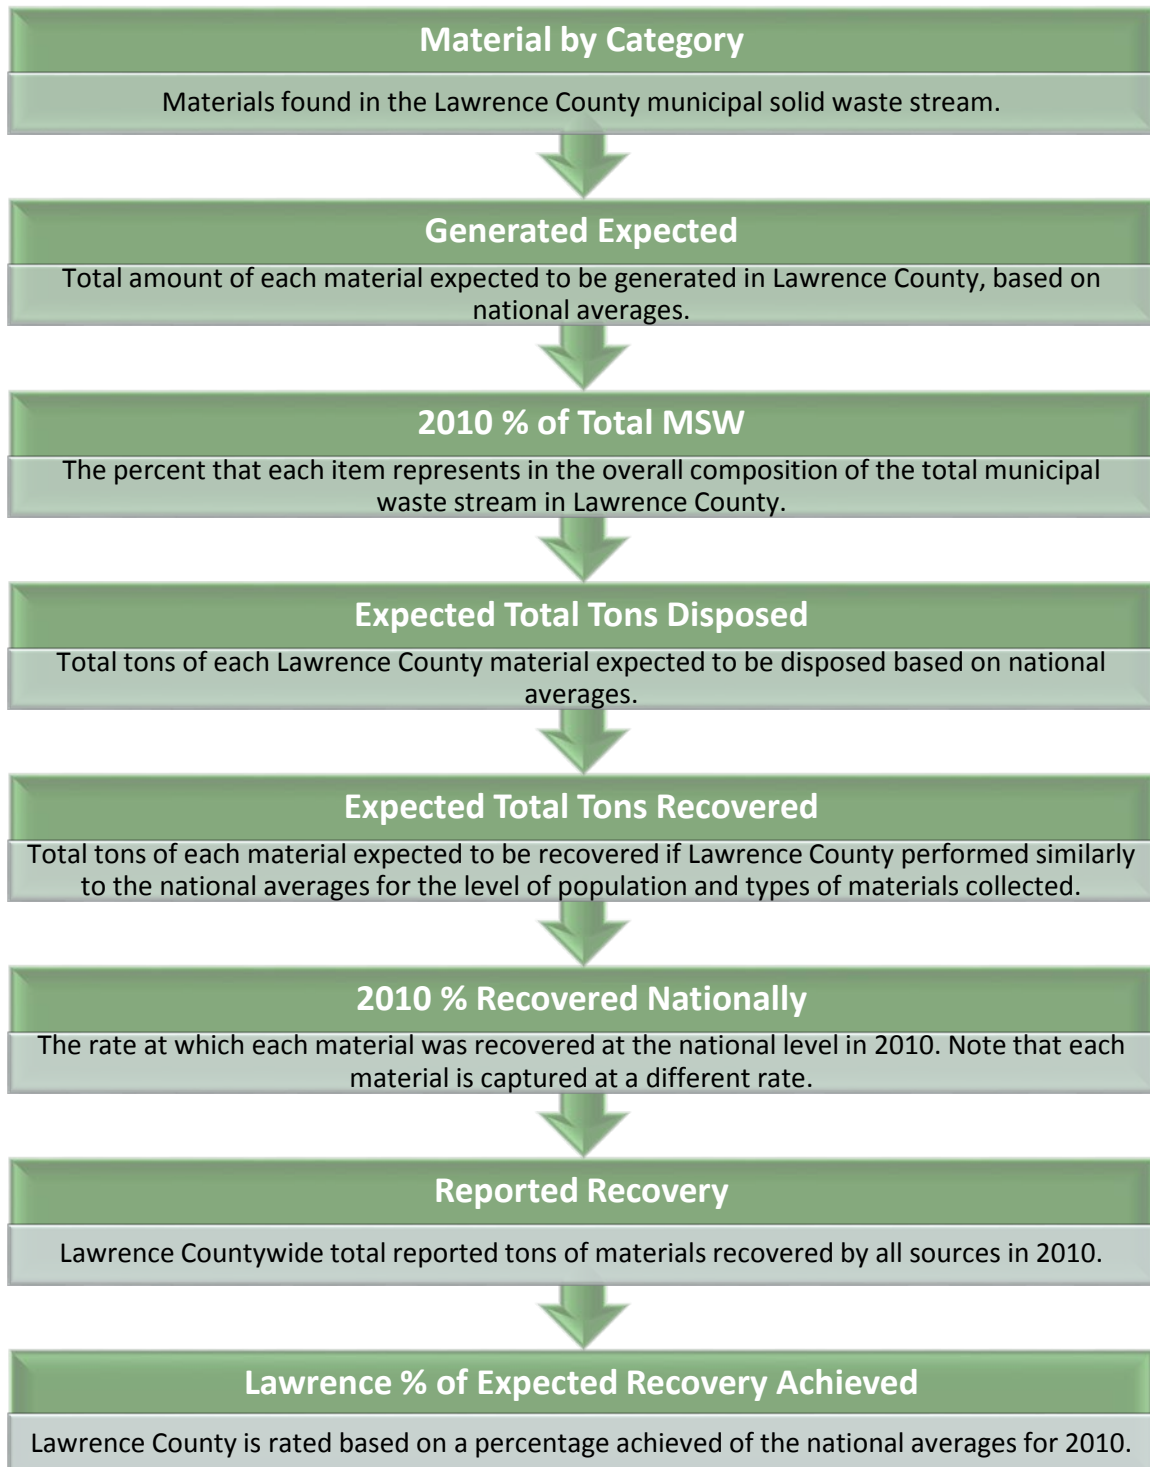 Material by Category
Materials found in the Lawrence County municipal solid waste stream.
Generated Expected
Total amount of each material expected to be generated in Lawrence County, based on
national averages.
2010 % of Total MSW
The percent that each item represents in the overall composition of the total municipal
waste stream in Lawrence County.
Expected Total Tons Disposed
Total tons of each Lawrence County material expected to be disposed based on national
averages.
Expected Total Tons Recovered
Total tons of each material expected to be recovered if Lawrence County performed similarly
to the national averages for the level of population and types of materials collected.
2010 % Recovered Nationally
The rate at which each material was recovered at the national level in 2010. Note that each
material is captured at a different rate.
Reported Recovery
Lawrence Countywide total reported tons of materials recovered by all sources in 2010.
Lawrence % of Expected Recovery Achieved
Lawrence County is rated based on a percentage achieved of the national averages for 2010.